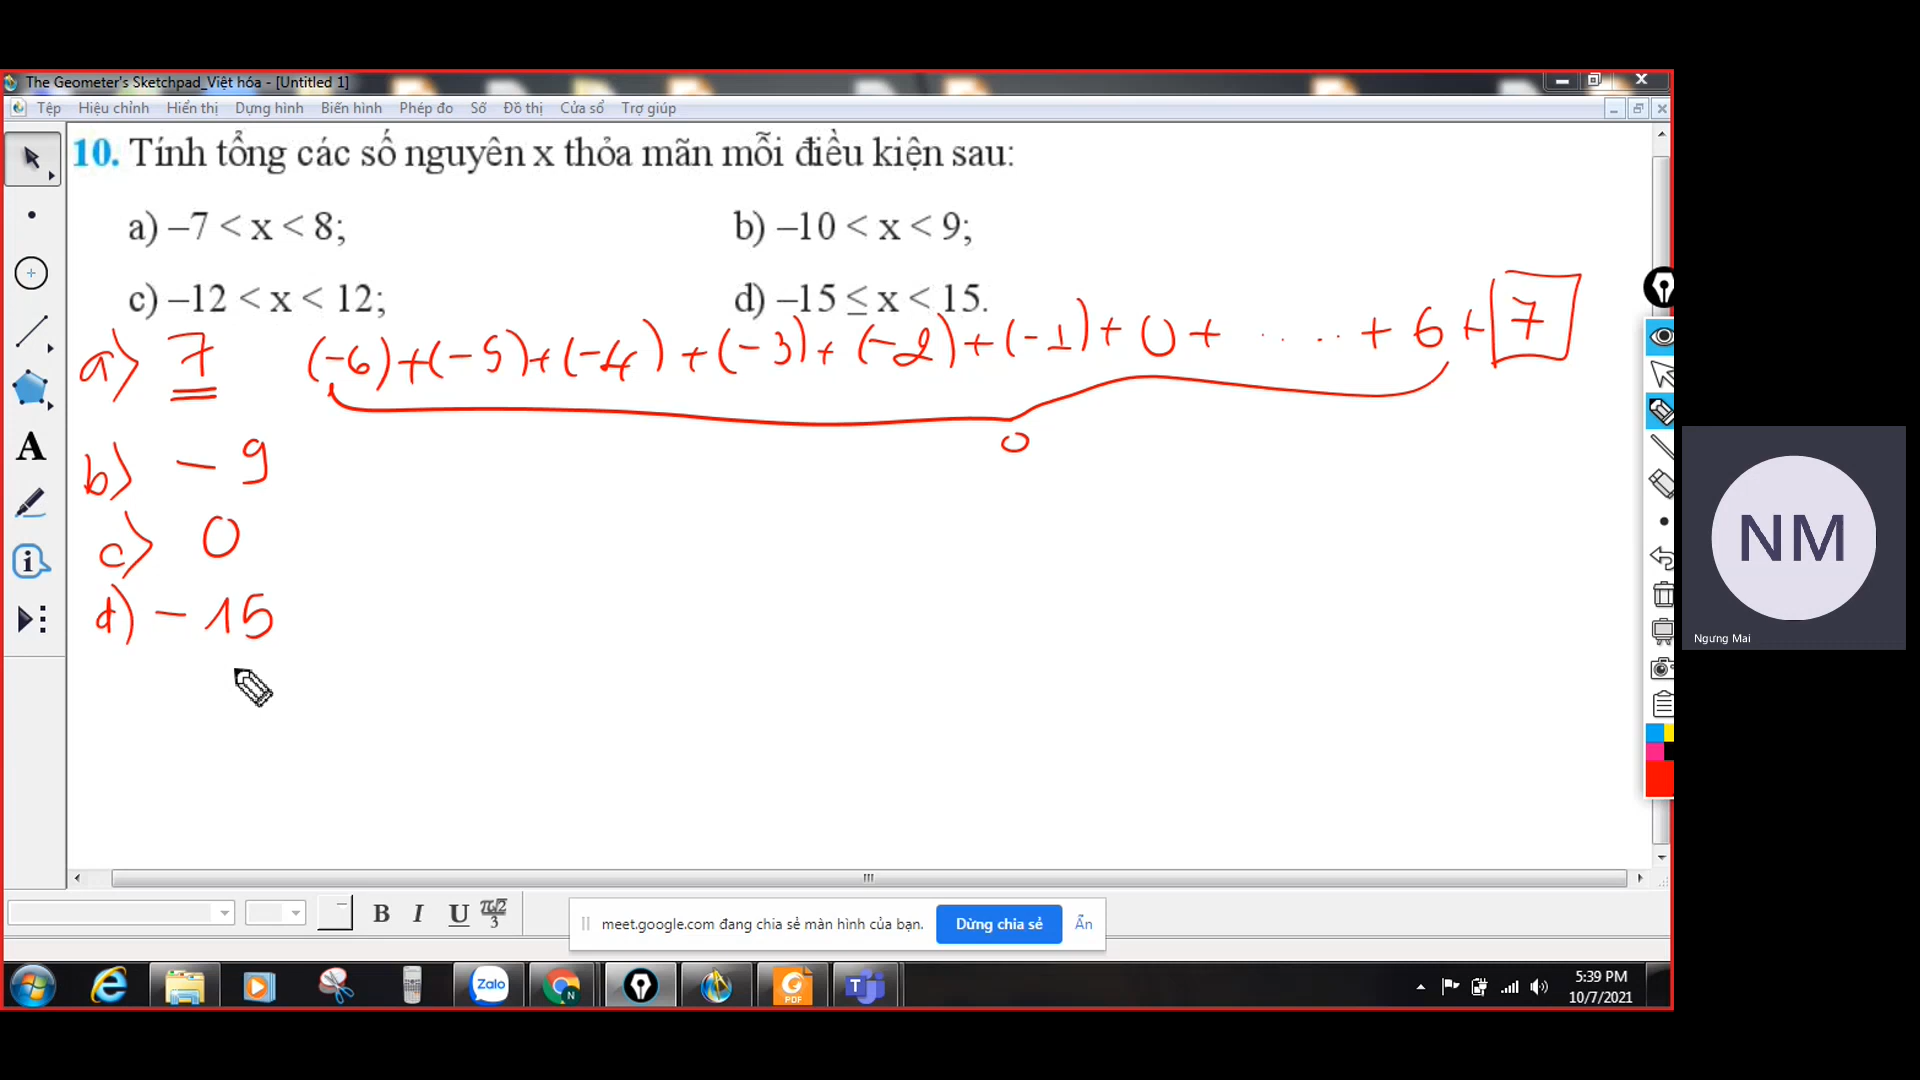 The Geometer's Sketchpad_Việt hóa - [Untitled 1]
Tệp Hiệu chỉnh Hiển thị Dựng hình Biến hình Phép đo Số Đồ thị Cửa sổ Trợ giúp
10. Tính tổng các số nguyên x thỏa mãn mỗi điều kiện sau:
a) –7 < x < 8; b) –10 < x < 9;
c) –12 < x < 12; d) –15 ≤ x < 15.
a) 7 (-6)+(-5)+(-4)+(-3)+(-2)+(-1)+0+.....+6+7
0
b) -9
c) 0
d) -15
A
B I U π√2/3
meet.google.com đang chia sẻ màn hình của bạn. Dừng chia sẻ Ẩn
Zalo
N
PDF
T
5:39 PM
10/7/2021
NM
Ngưng Mai